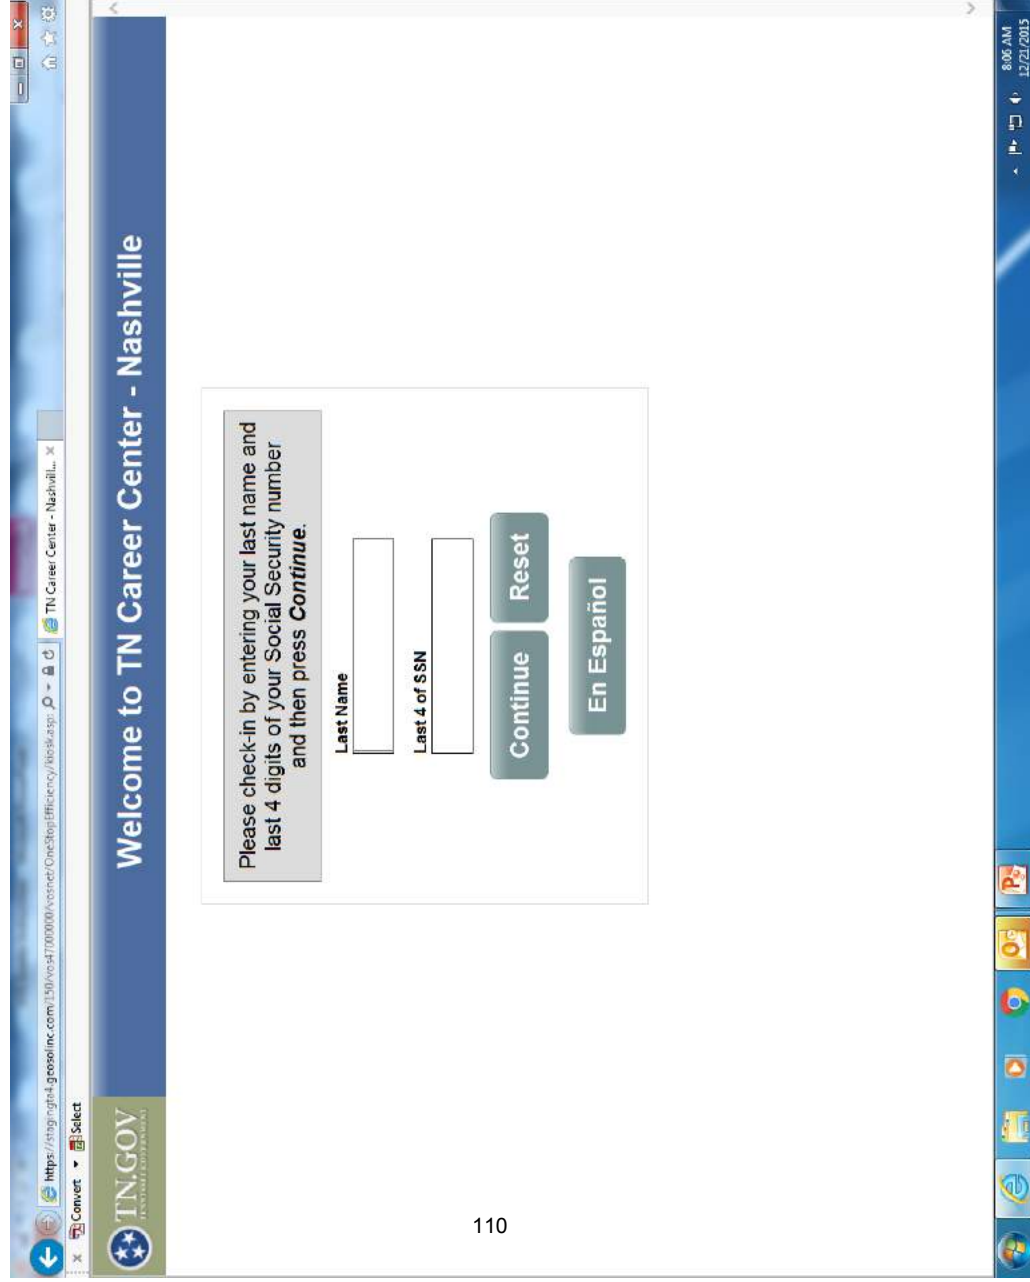 https://stagingta4.geosolinc.com/150/vos47000000/vosnet/OneStopEfficiency/kiosk.asp:
TN Career Center - Nashvill...
Convert
Select
TN.GOV
TENNESSEE GOVERNMENT
Welcome to TN Career Center - Nashville
Please check-in by entering your last name and
last 4 digits of your Social Security number
and then press Continue.
Last Name
Last 4 of SSN
Continue
Reset
En Español
8:06 AM
12/21/2015
110